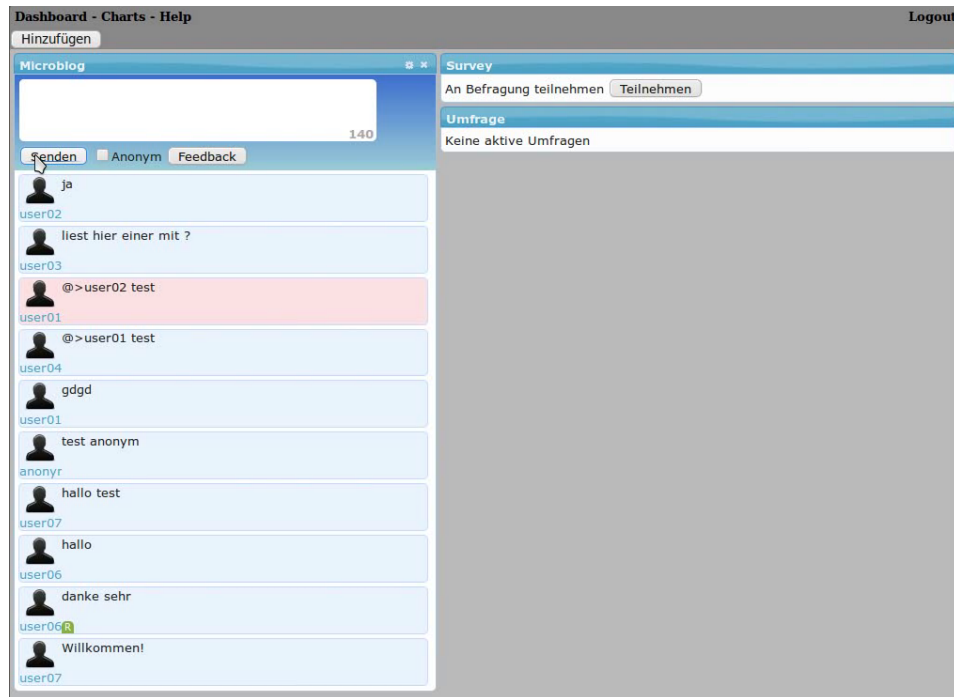 Dashboard - Charts - Help
Logout
Hinzufügen
Microblog
140
Senden Anonym Feedback
ja
user02
liest hier einer mit ?
user03
@>user02 test
user01
@>user01 test
user04
gdgd
user01
test anonym
anonyr
hallo test
user07
hallo
user06
danke sehr
user06 R
Willkommen!
user07
Survey
An Befragung teilnehmen Teilnehmen
Umfrage
Keine aktive Umfragen